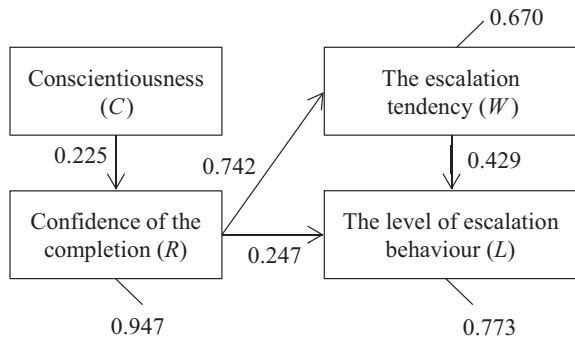 0.670
Conscientiousness
(C)
The escalation
tendency (W)
0.225
0.742
0.429
Confidence of the
completion (R)
The level of escalation
behaviour (L)
0.247
0.947
0.773